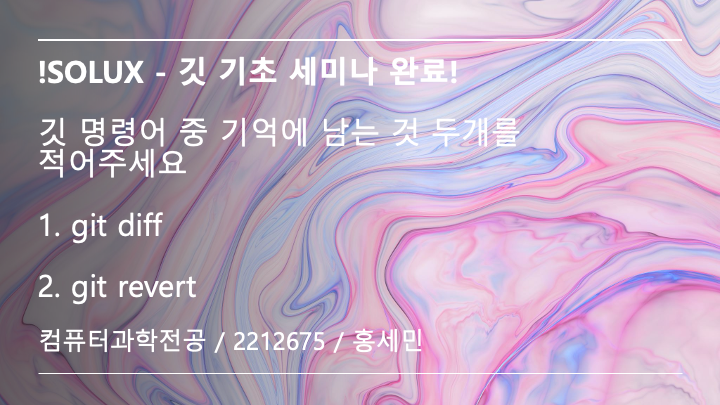 !SOLUX - 깃 기초 세미나 완료!
깃 명령어 중 기억에 남는 것 두개를
적어주세요
1. git diff
2. git revert
컴퓨터과학전공 / 2212675 / 홍세민